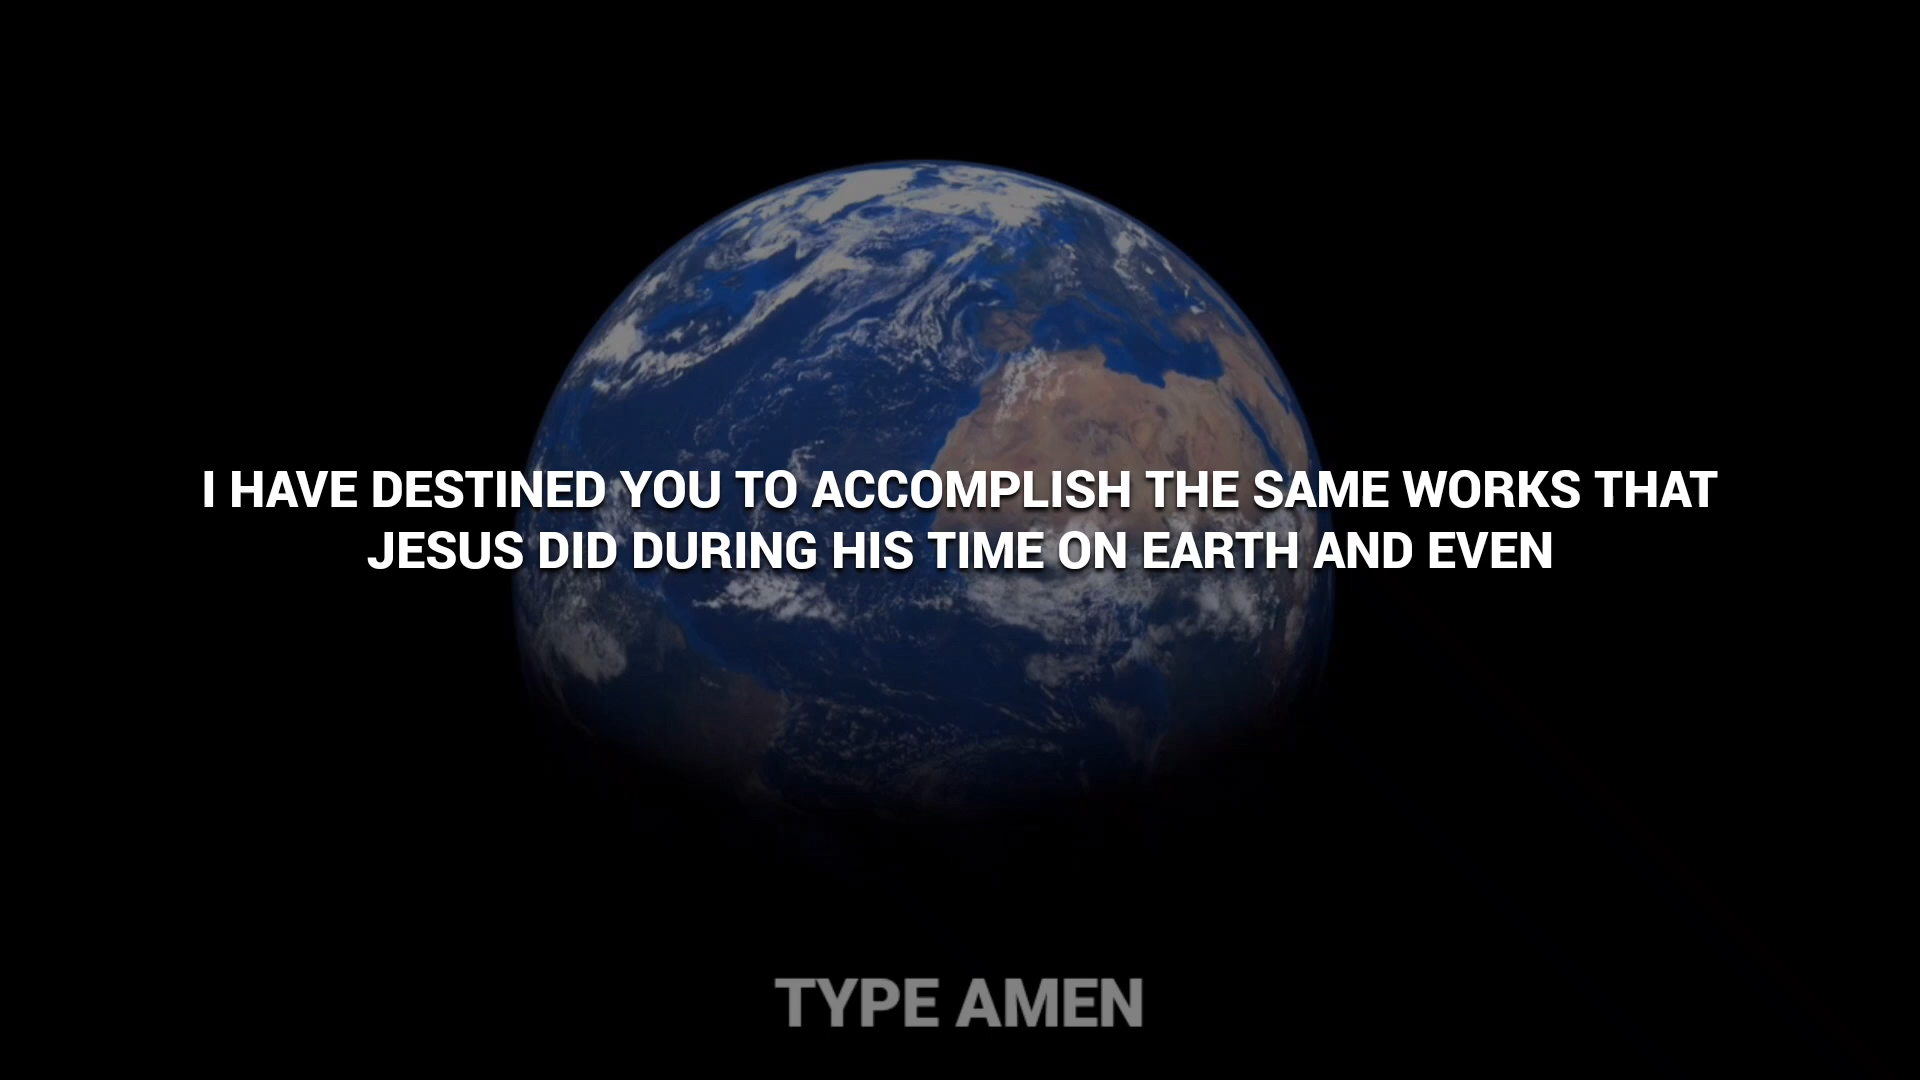 I HAVE DESTINED YOU TO ACCOMPLISH THE SAME WORKS THAT
JESUS DID DURING HIS TIME ON EARTH AND EVEN
TYPE AMEN